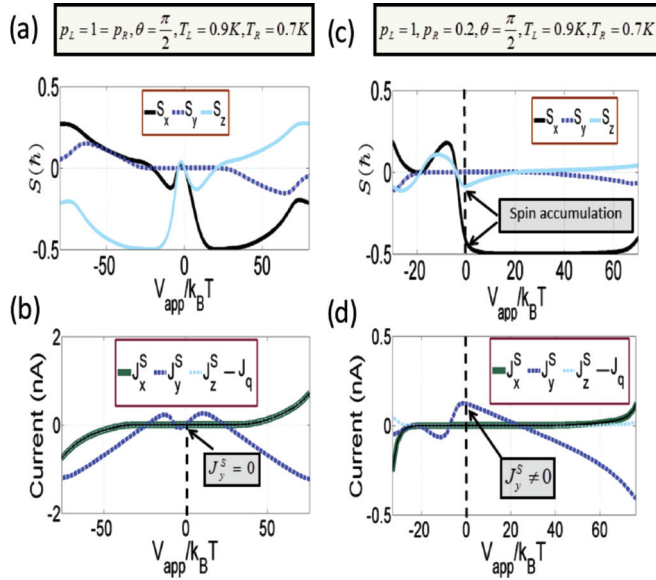 (a)
p_L = 1 = p_R, θ = π/2, T_L = 0.9K, T_R = 0.7K
(c)
p_L = 1, p_R = 0.2, θ = π/2, T_L = 0.9K, T_R = 0.7K
0.5
S_x S_y S_z
S(ħ)
0
-0.5
-50 0 50
V_app/k_BT
0.5
S_x S_y S_z
S(ħ)
0
Spin accumulation
-0.5
-20 0 20 40 60
V_app/k_BT
(b)
2
J_x^S J_y^S J_z^S — J_q
Current (nA)
0
J_y^S = 0
-2
-75 -50 0 50
V_app/k_BT
(d)
0.5
J_x^S J_y^S J_z^S — J_q
Current (nA)
0
J_y^S ≠ 0
-0.5
-20 0 20 40 60
V_app/k_BT